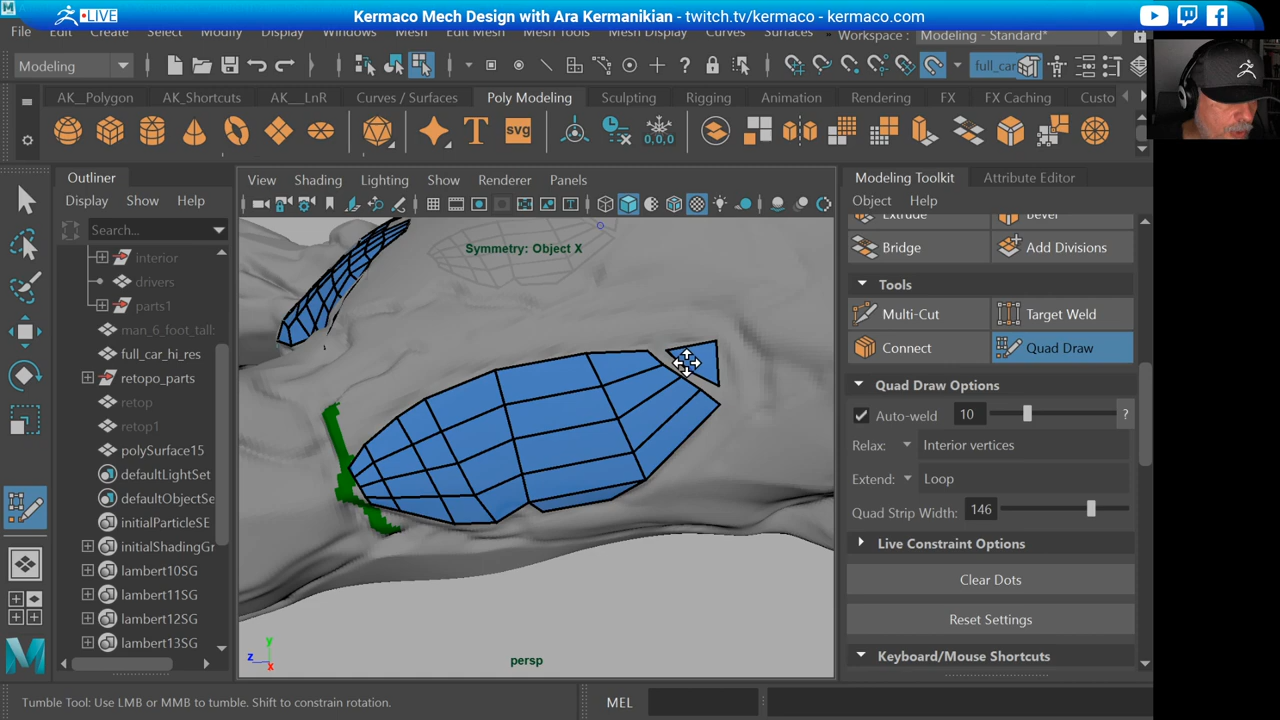 LIVE
Kermaco Mech Design with Ara Kermanikian - twitch.tv/kermaco - kermaco.com
File Edit Create Select Modify Display Windows Mesh Edit Mesh Mesh Tools Mesh Display Curves Surfaces Workspace : Modeling - Standard*
Modeling
full_car
AK__Polygon AK_Shortcuts AK___LnR Curves / Surfaces Poly Modeling Sculpting Rigging Animation Rendering FX FX Caching Custo
svg
0,0,0
Outliner
Display Show Help
Search...
interior
drivers
parts1
man_6_foot_tall:
full_car_hi_res
retopo_parts
retop
retop1
polySurface15
defaultLightSet
defaultObjectSe
initialParticleSE
initialShadingGr
lambert10SG
lambert11SG
lambert12SG
lambert13SG
View Shading Lighting Show Renderer Panels
Symmetry: Object X
y
z
x
persp
Modeling Toolkit Attribute Editor
Object Help
Extrude Bevel
Bridge Add Divisions
Tools
Multi-Cut Target Weld
Connect Quad Draw
Quad Draw Options
Auto-weld 10 ?
Relax: Interior vertices
Extend: Loop
Quad Strip Width: 146
Live Constraint Options
Clear Dots
Reset Settings
Keyboard/Mouse Shortcuts
Tumble Tool: Use LMB or MMB to tumble. Shift to constrain rotation.
MEL